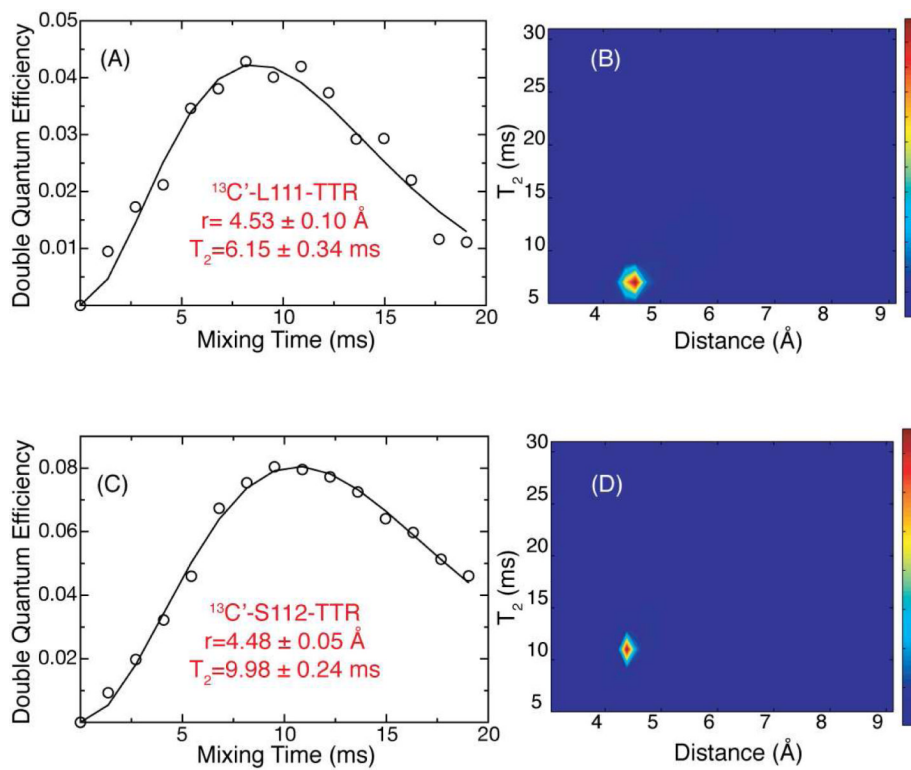 (A)
Double Quantum Efficiency
0.05
0.04
0.03
0.02
0.01
0
5
10
15
20
Mixing Time (ms)
¹³C'-L111-TTR
r= 4.53 ± 0.10 Å
T₂=6.15 ± 0.34 ms
(B)
T₂ (ms)
30
25
20
15
10
5
4
5
6
7
8
9
Distance (Å)
(C)
Double Quantum Efficiency
0.08
0.06
0.04
0.02
0
5
10
15
20
Mixing Time (ms)
¹³C'-S112-TTR
r=4.48 ± 0.05 Å
T₂=9.98 ± 0.24 ms
(D)
T₂ (ms)
30
25
20
15
10
5
4
5
6
7
8
9
Distance (Å)